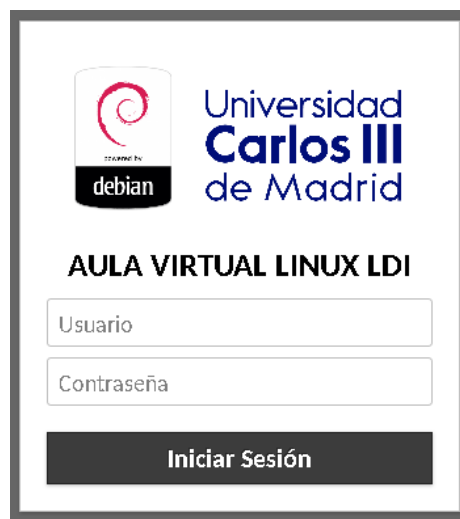 powered by
debian
Universidad
Carlos III
de Madrid
AULA VIRTUAL LINUX LDI
Usuario
Contraseña
Iniciar Sesión